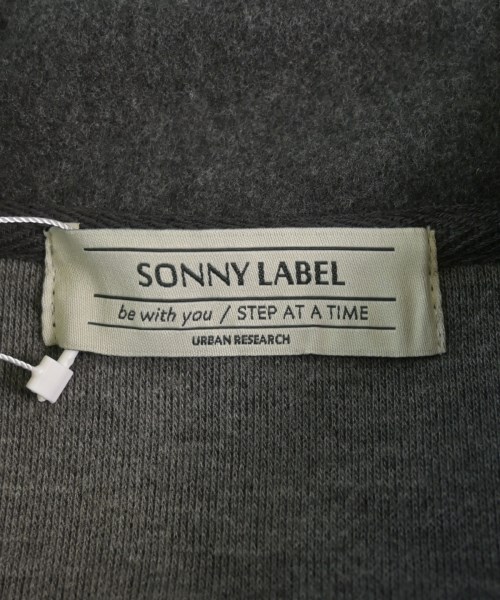 SONNY LABEL
be with you / STEP AT A TIME
URBAN RESEARCH